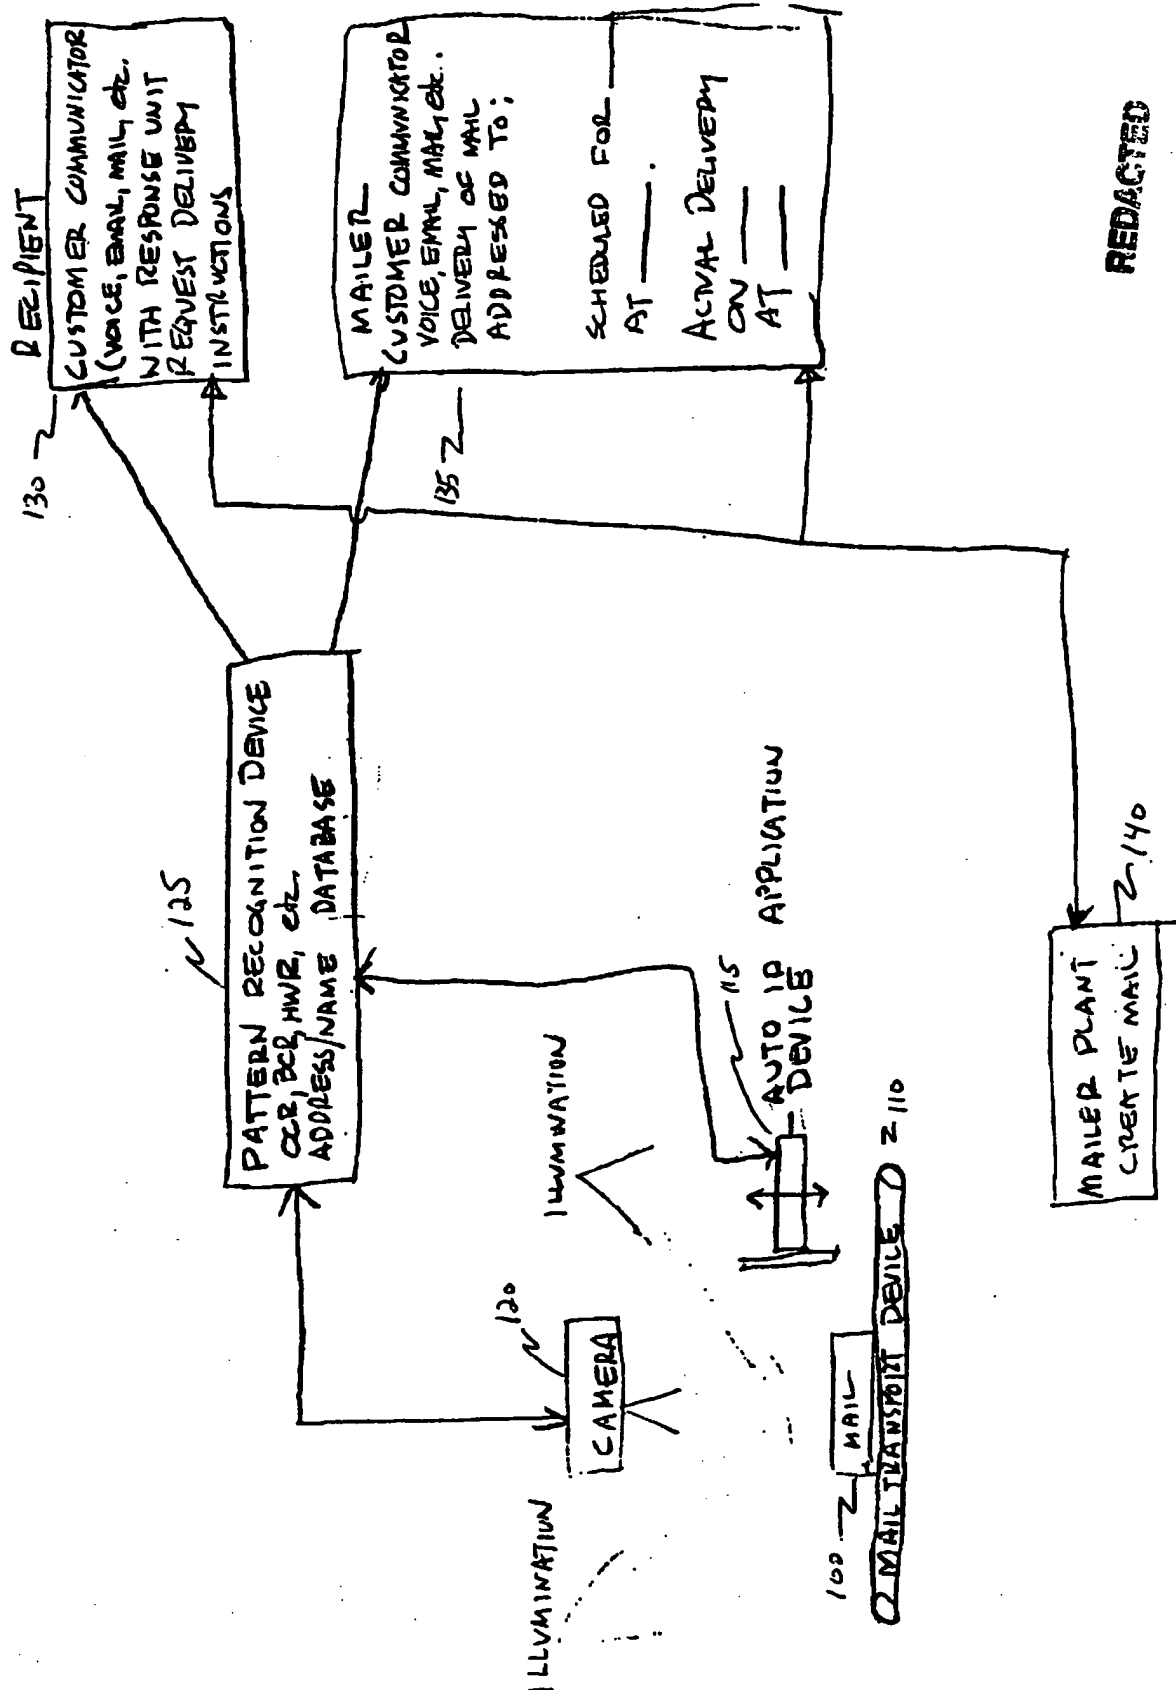 RECIPIENT
CUSTOMER COMMUNICATOR
(VOICE, EMAIL, MAIL, etc.
WITH RESPONSE UNIT
REQUEST DELIVERY
INSTRUCTIONS
130
MAILER
CUSTOMER COMMUNICATOR
VOICE, EMAIL, MAIL, etc..
DELIVERY OF MAIL
ADDRESSED TO;
SCHEDULED FOR
AT .
ACTUAL DELIVERY
ON
AT
135
125
PATTERN RECOGNITION DEVICE
OCR, BCR, HWR, etc.
ADDRESS/NAME DATABASE
ILLUMINATION
120
CAMERA
ILLUMINATION
115
AUTO ID APPLICATION
DEVICE
100
MAIL
MAIL TRANSPORT DEVICE
110
MAILER PLANT
CREATE MAIL
140
REDACTED